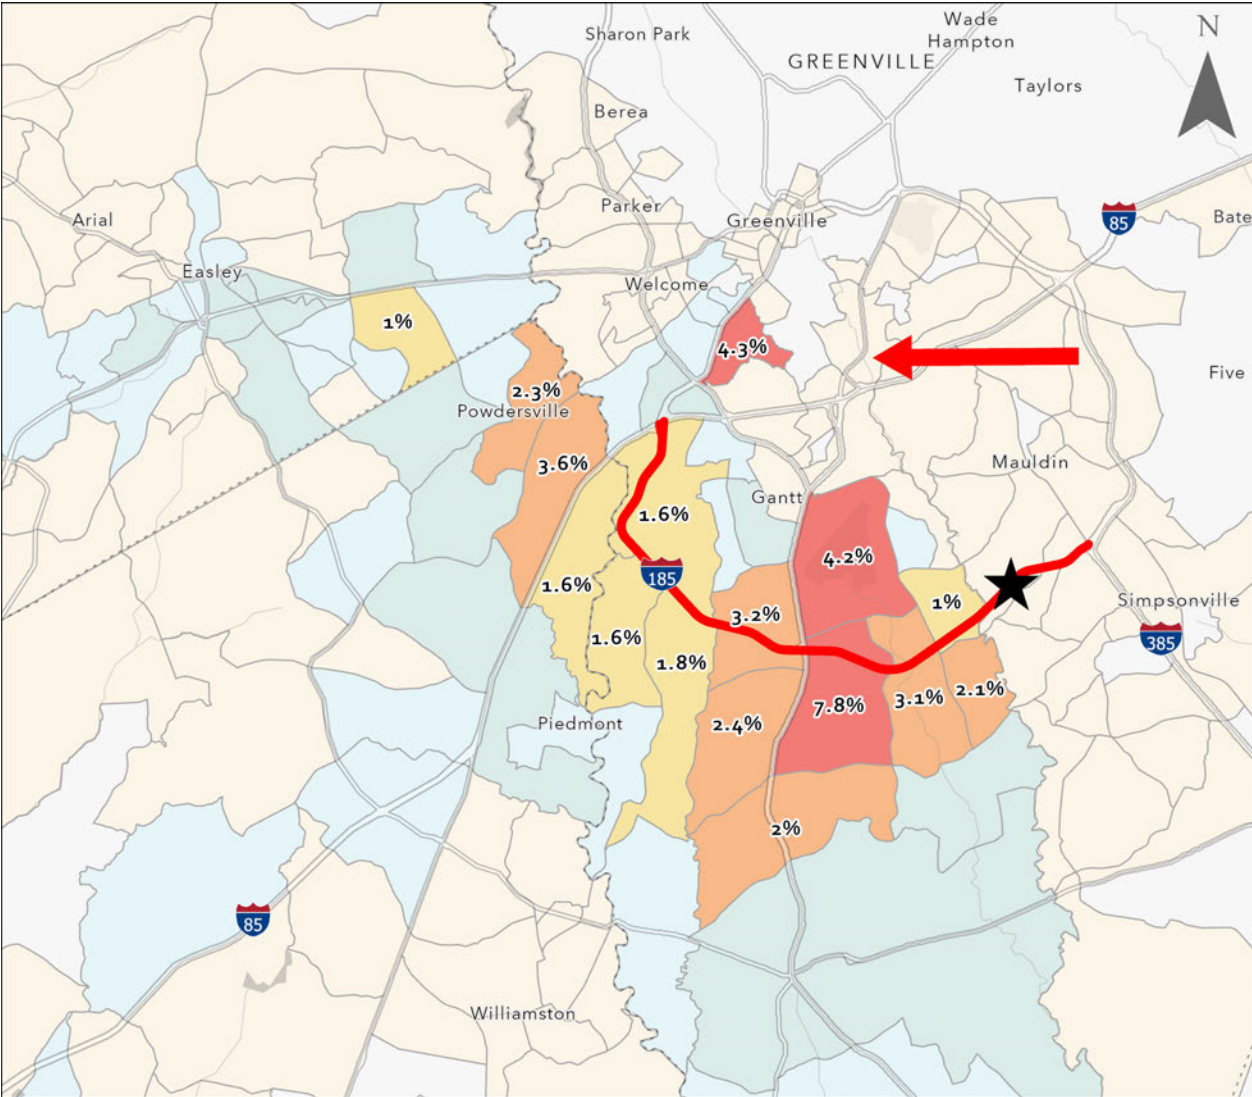 Wade
Hampton
N
Sharon Park
GREENVILLE
Taylors
Berea
Parker
Greenville
Arial
85
Bate
Easley
Welcome
1%
4.3%
Five
2.3%
Powdersville
3.6%
Mauldin
Gantt
1.6%
4.2%
185
1.6%
1%
Simpsonville
3.2%
1.6%
385
1.8%
2.1%
3.1%
7.8%
Piedmont
2.4%
2%
85
Williamston